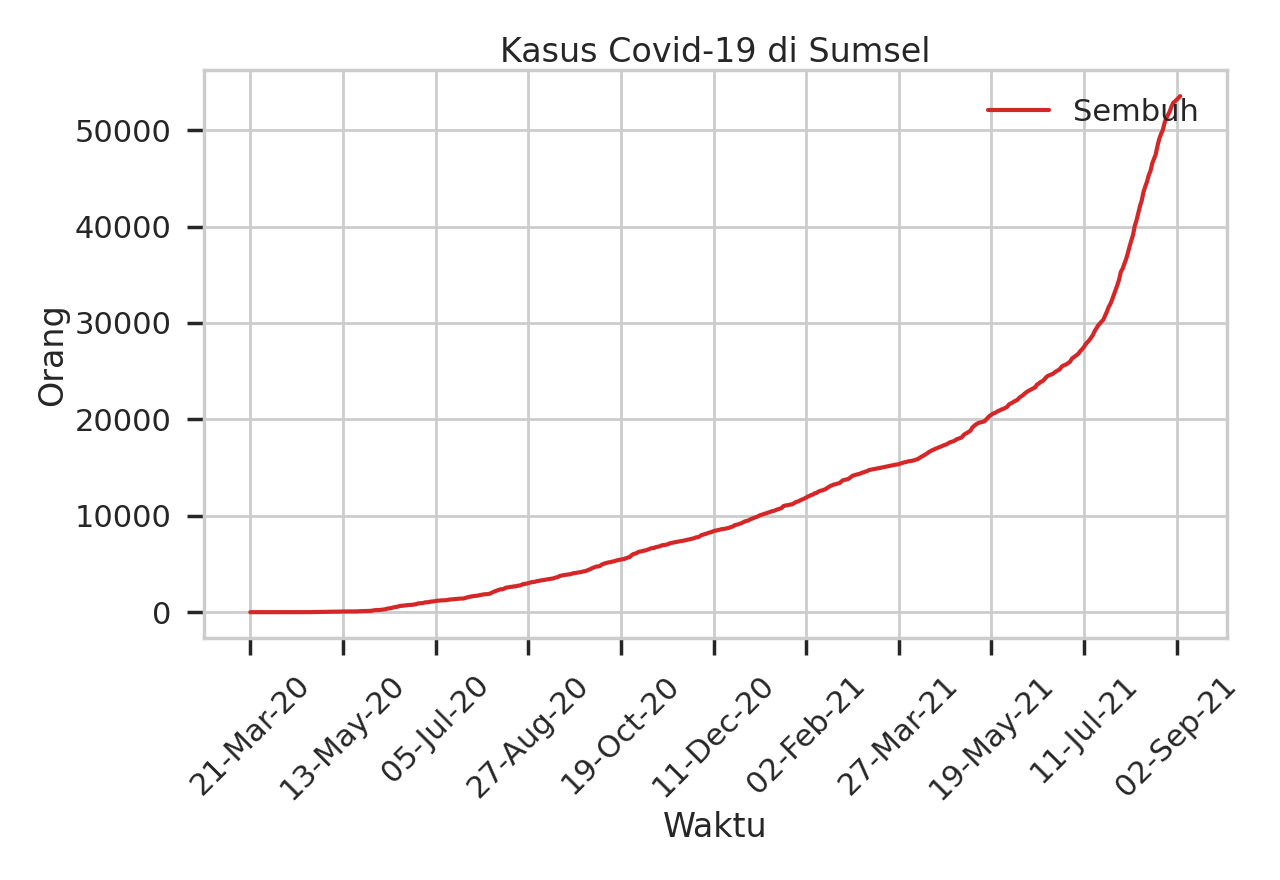 Kasus Covid-19 di Sumsel
Sembuh
Orang
50000
40000
30000
20000
10000
0
21-Mar-20
13-May-20
05-Jul-20
27-Aug-20
19-Oct-20
11-Dec-20
02-Feb-21
27-Mar-21
19-May-21
11-Jul-21
02-Sep-21
Waktu